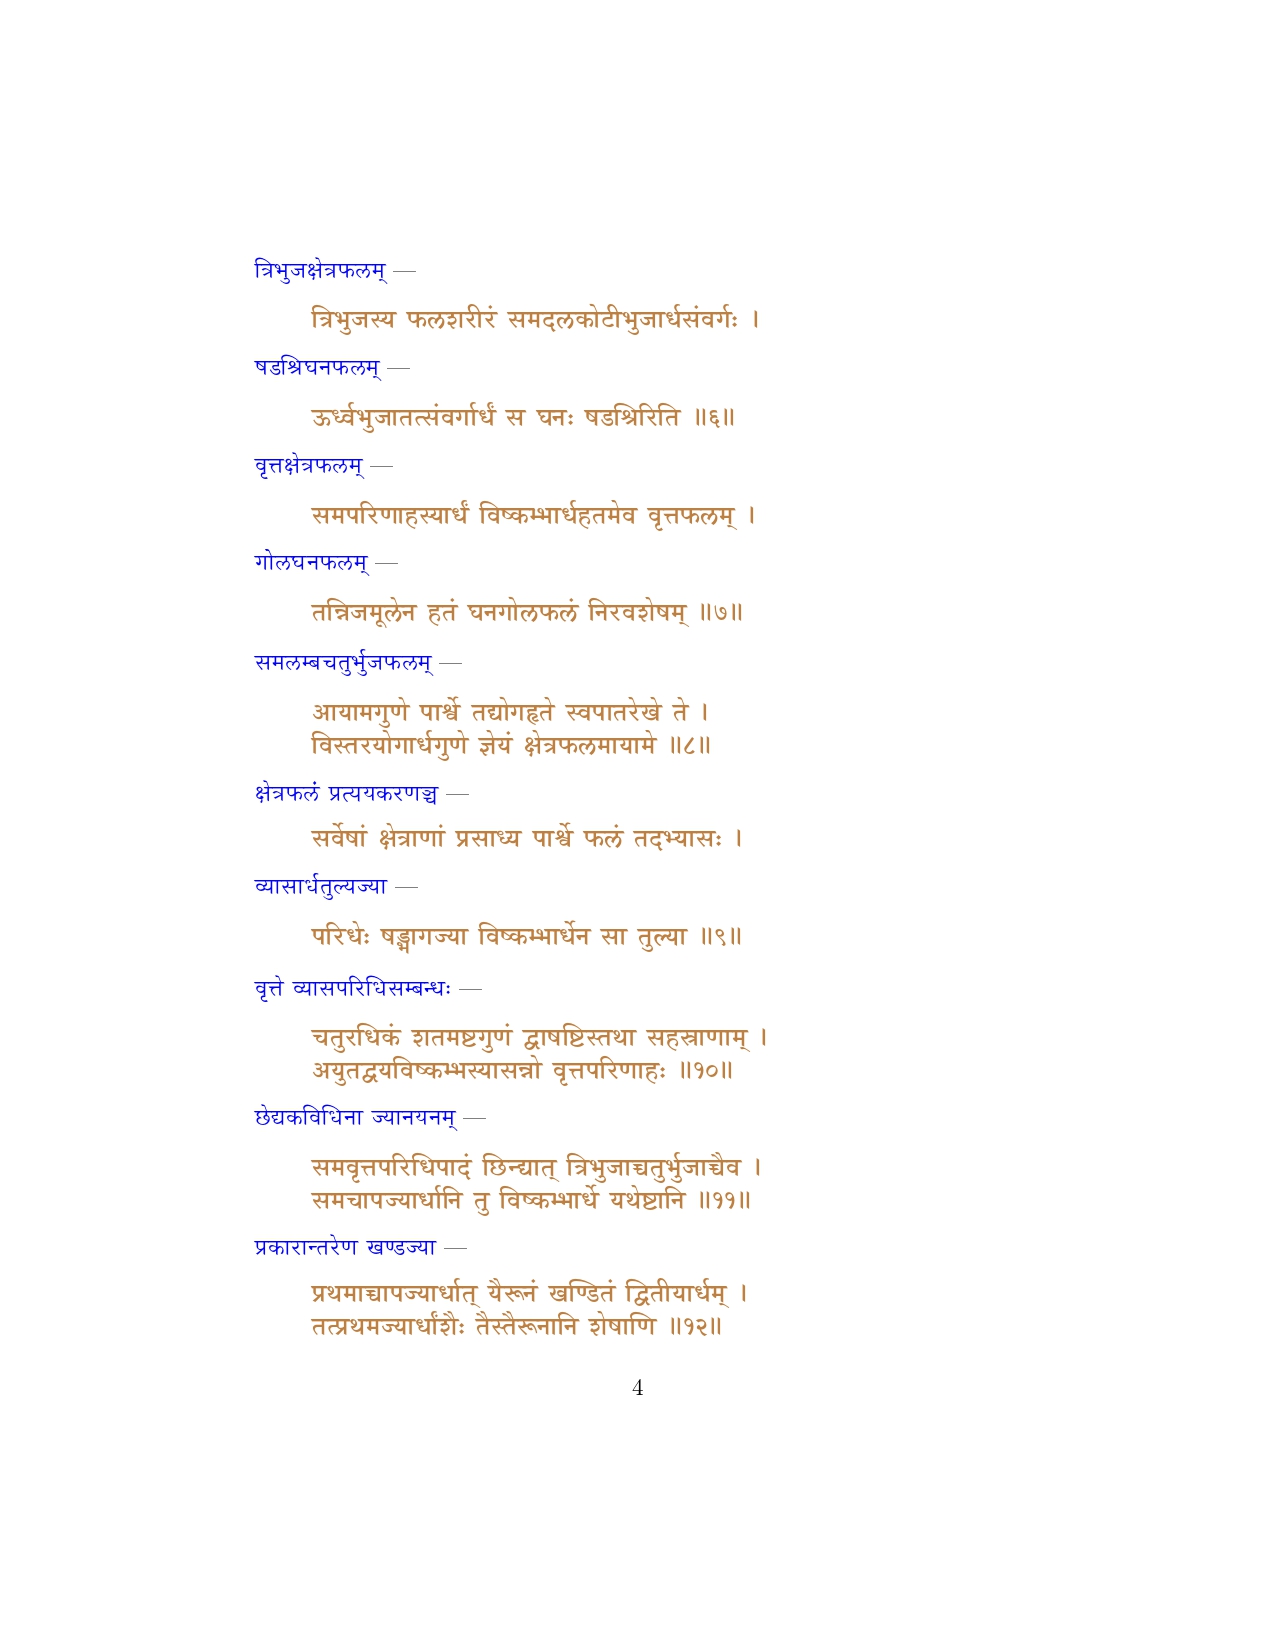 त्रिभुजक्षेत्रफलम् —
त्रिभुजस्य फलशरीरं समदलकोटीभुजार्धसंवर्गः ।
षडश्रिघनफलम् —
ऊर्ध्वभुजातत्संवर्गार्धं स घनः षडश्रिरिति ॥६॥
वृत्तक्षेत्रफलम् —
समपरिणाहस्यार्धं विष्कम्भार्धहतमेव वृत्तफलम् ।
गोलघनफलम् —
तन्निजमूलेन हतं घनगोलफलं निरवशेषम् ॥७॥
समलम्बचतुर्भुजफलम् —
आयामगुणे पार्श्वे तद्योगहृते स्वपातरेखे ते ।
विस्तरयोगार्धगुणे ज्ञेयं क्षेत्रफलमायामे ॥८॥
क्षेत्रफलं प्रत्ययकरणञ्च —
सर्वेषां क्षेत्राणां प्रसाध्य पार्श्वे फलं तदभ्यासः ।
व्यासार्धतुल्यज्या —
परिधेः षड्भागज्या विष्कम्भार्धेन सा तुल्या ॥९॥
वृत्ते व्यासपरिधिसम्बन्धः —
चतुरधिकं शतमष्टगुणं द्वाषष्टिस्तथा सहस्राणाम् ।
अयुतद्वयविष्कम्भस्यासन्नो वृत्तपरिणाहः ॥१०॥
छेद्यकविधिना ज्यानयनम् —
समवृत्तपरिधिपादं छिन्द्यात् त्रिभुजाच्चतुर्भुजाच्चैव ।
समचापज्यार्धानि तु विष्कम्भार्धे यथेष्टानि ॥११॥
प्रकारान्तरेण खण्डज्या —
प्रथमाच्चापज्यार्धात् यैरूनं खण्डितं द्वितीयार्धम् ।
तत्प्रथमज्यार्धांशैः तैस्तैरूनानि शेषाणि ॥१२॥
4